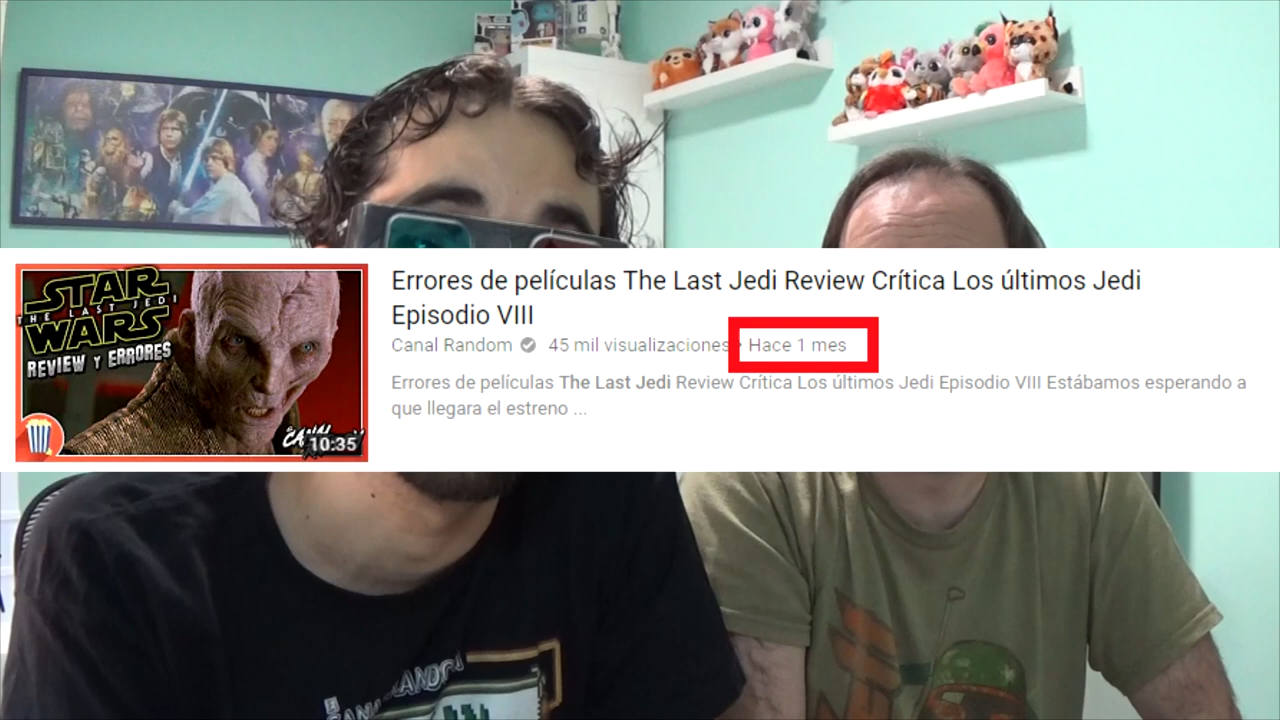 Errores de películas The Last Jedi Review Crítica Los últimos Jedi
Episodio VIII
Canal Random 45 mil visualizaciones • Hace 1 mes
Errores de películas The Last Jedi Review Crítica Los últimos Jedi Episodio VIII Estábamos esperando a
que llegara el estreno ...
STAR
THE LAST JEDI
WARS
REVIEW Y ERRORES
10:35